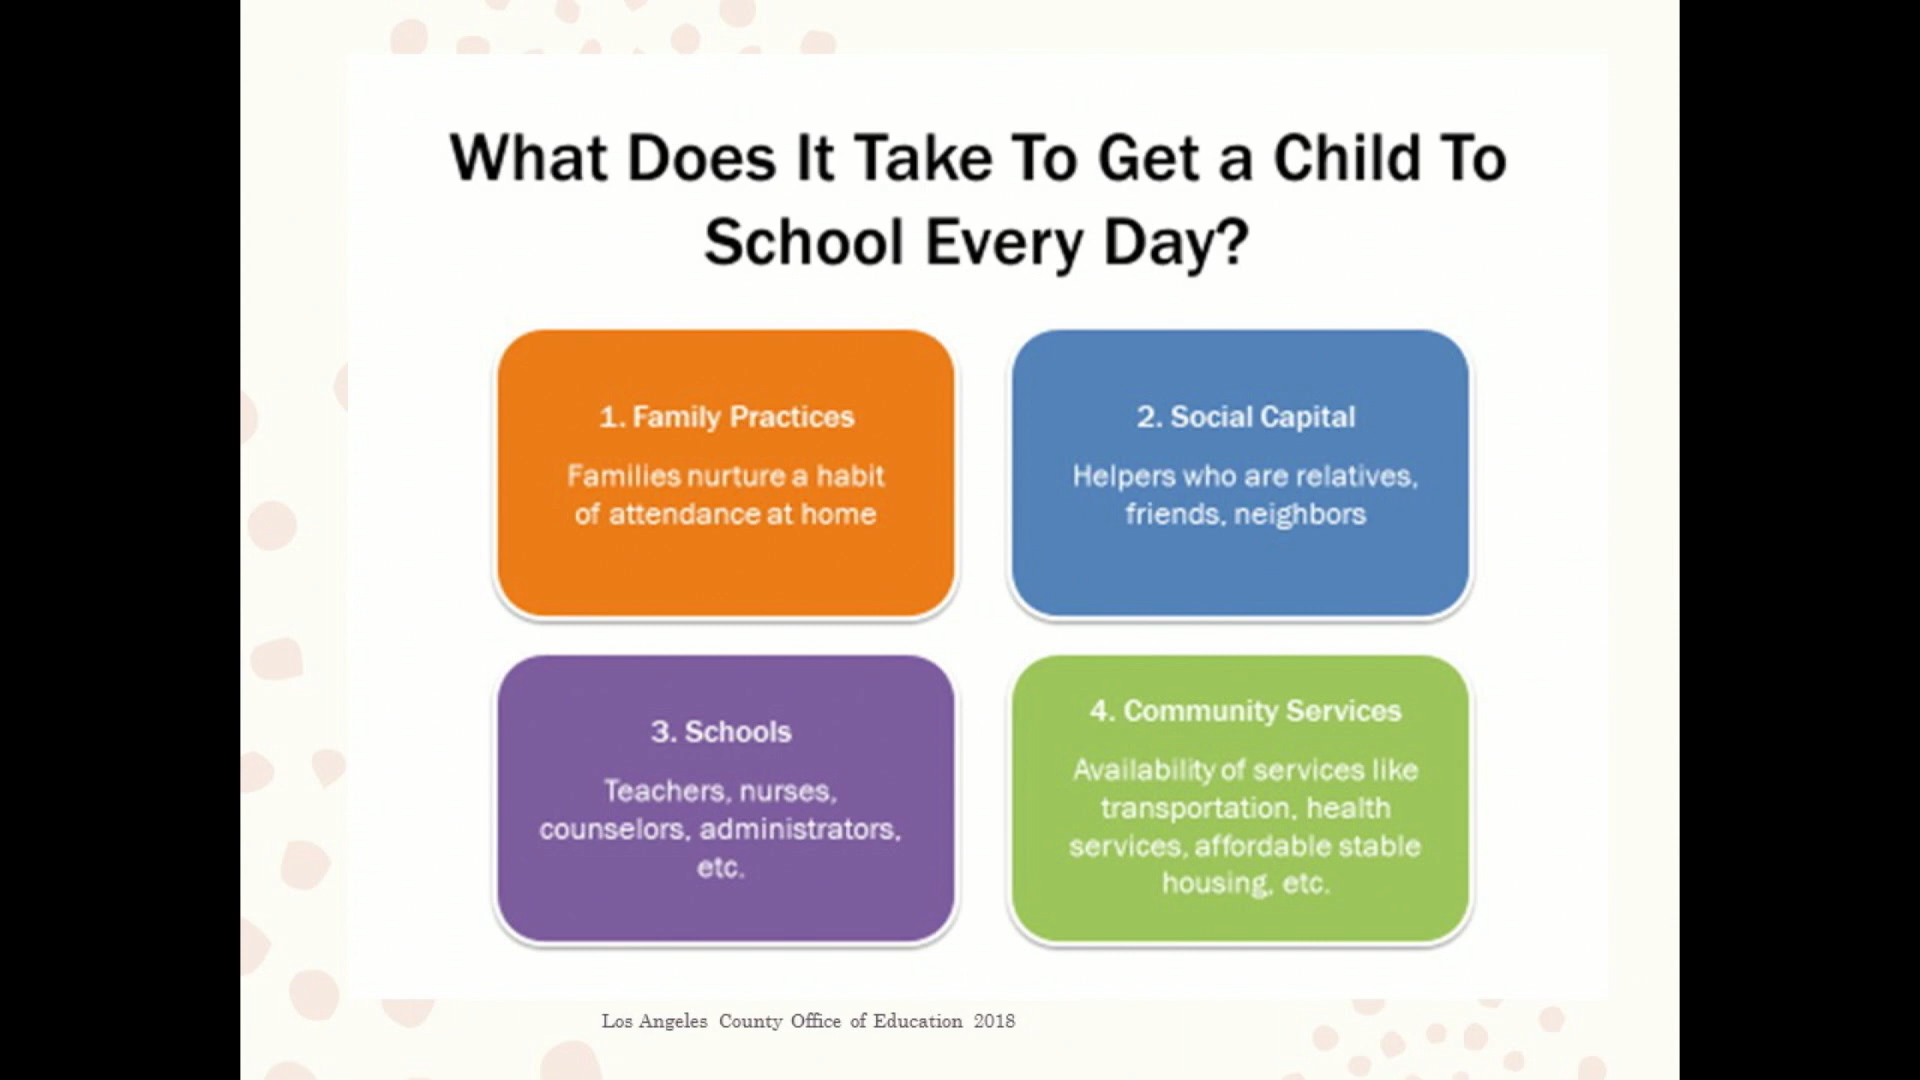 What Does It Take To Get a Child To
School Every Day?
1. Family Practices
Families nurture a habit
of attendance at home
2. Social Capital
Helpers who are relatives,
friends, neighbors
3. Schools
Teachers, nurses,
counselors, administrators,
etc.
4. Community Services
Availability of services like
transportation, health
services, affordable stable
housing, etc.
Los Angeles County Office of Education 2018